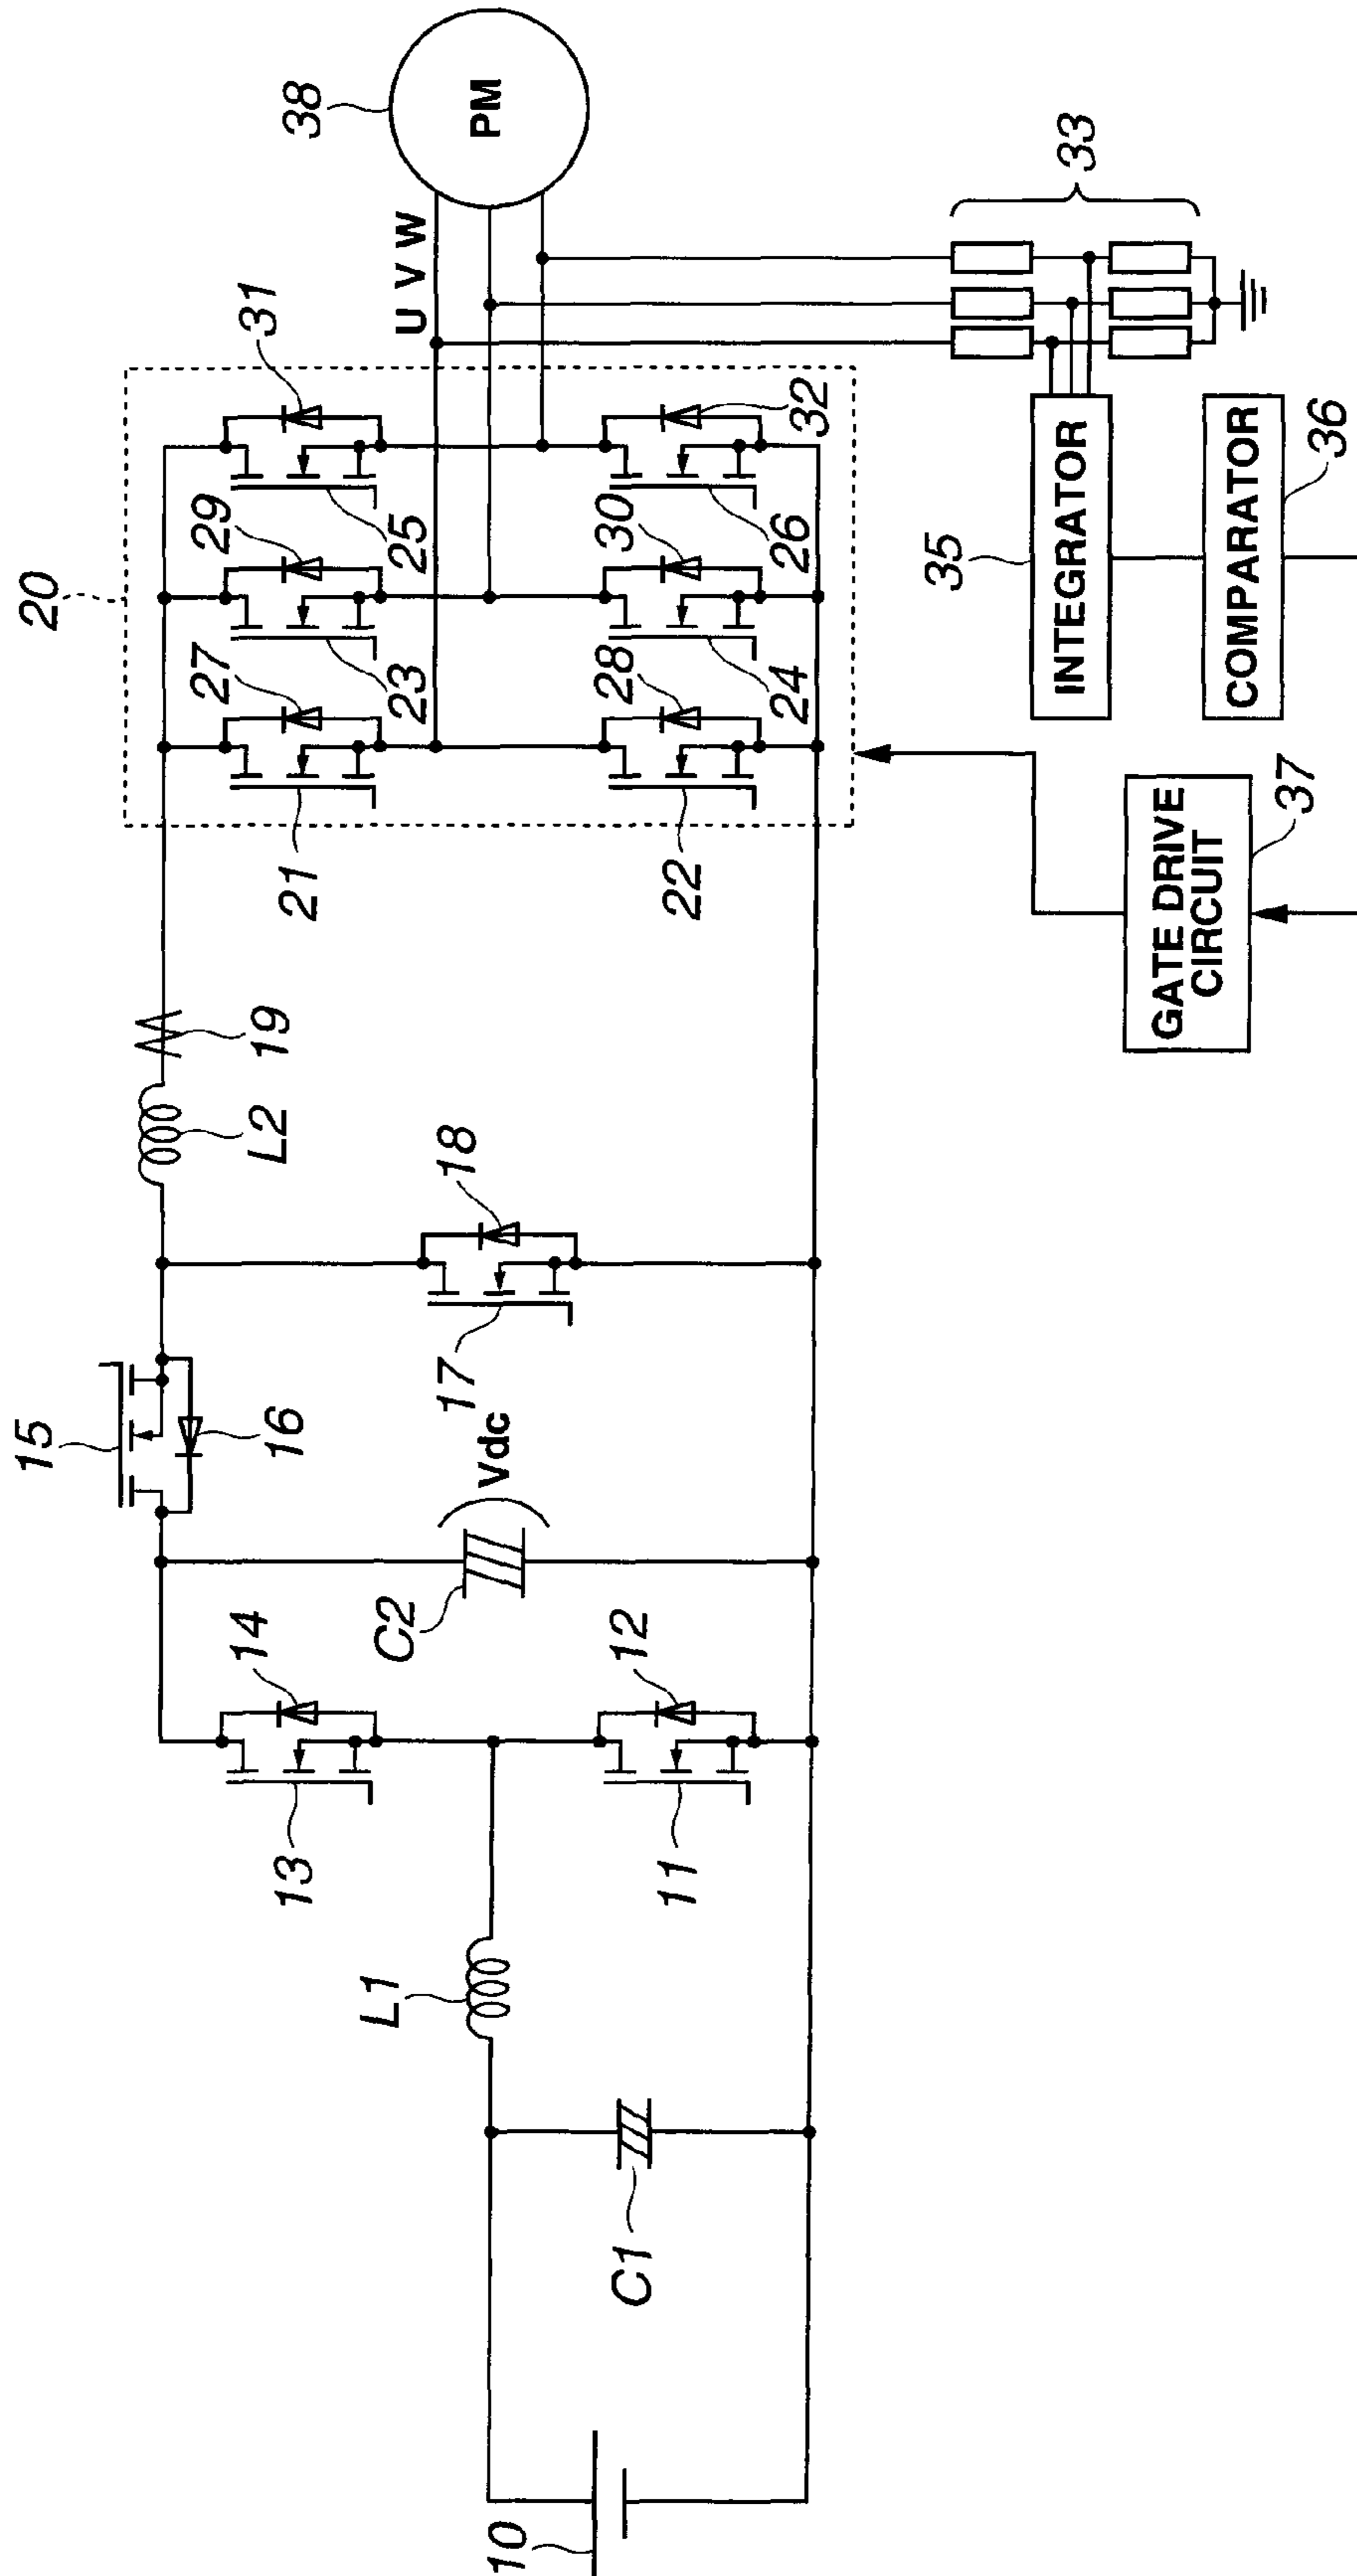 20
31
29
27
21
23
25
38
PM
U V W
22
28
24
30
26
32
33
35
INTEGRATOR
COMPARATOR
36
GATE DRIVE
CIRCUIT
37
15
16
L2
19
18
17
Vdc
C2
14
13
12
11
L1
C1
10